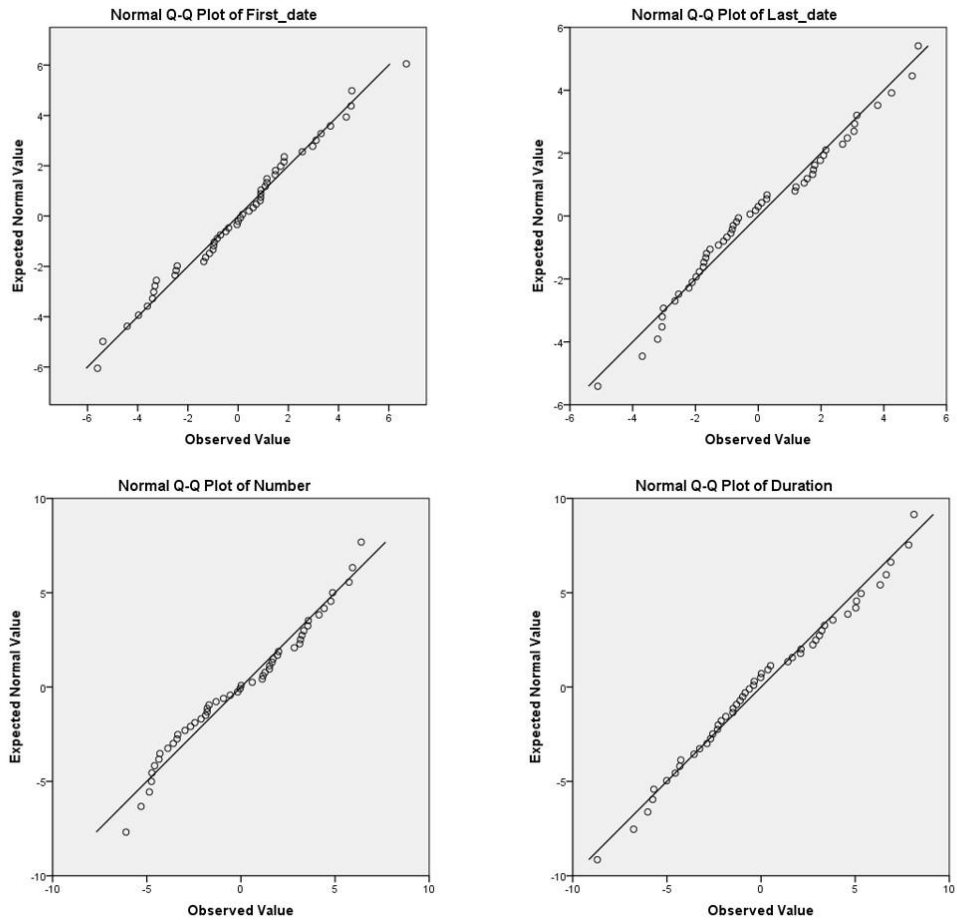 Normal Q-Q Plot of First_date
Expected Normal Value
6
4
2
0
-2
-4
-6
-6 -4 -2 0 2 4 6
Observed Value
Normal Q-Q Plot of Last_date
Expected Normal Value
6
4
2
0
-2
-4
-6
-6 -4 -2 0 2 4 6
Observed Value
Normal Q-Q Plot of Number
Expected Normal Value
10
5
0
-5
-10
-10 -5 0 5 10
Observed Value
Normal Q-Q Plot of Duration
Expected Normal Value
10
5
0
-5
-10
-10 -5 0 5 10
Observed Value